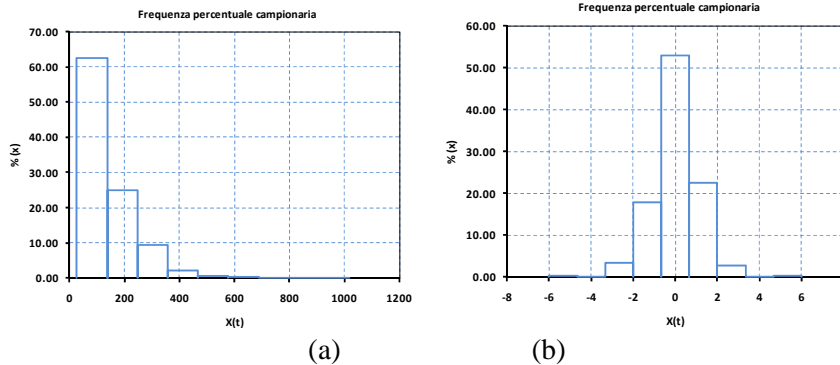 Frequenza percentuale campionaria
70.00
60.00
50.00
40.00
30.00
20.00
10.00
0.00
% (x)
0 200 400 600 800 1000 1200
X(t)
(a)
Frequenza percentuale campionaria
60.00
50.00
40.00
30.00
20.00
10.00
0.00
% (x)
-8 -6 -4 -2 0 2 4 6
X(t)
(b)